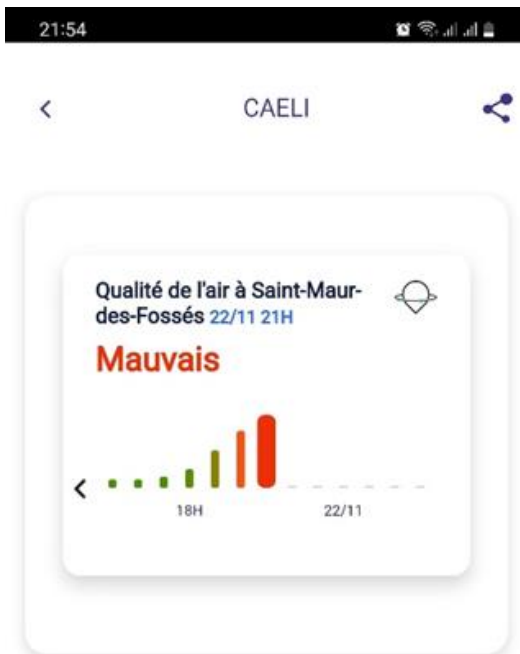 21:54
CAELI
Qualité de l'air à Saint-Maur-
des-Fossés 22/11 21H
Mauvais
18H 22/11